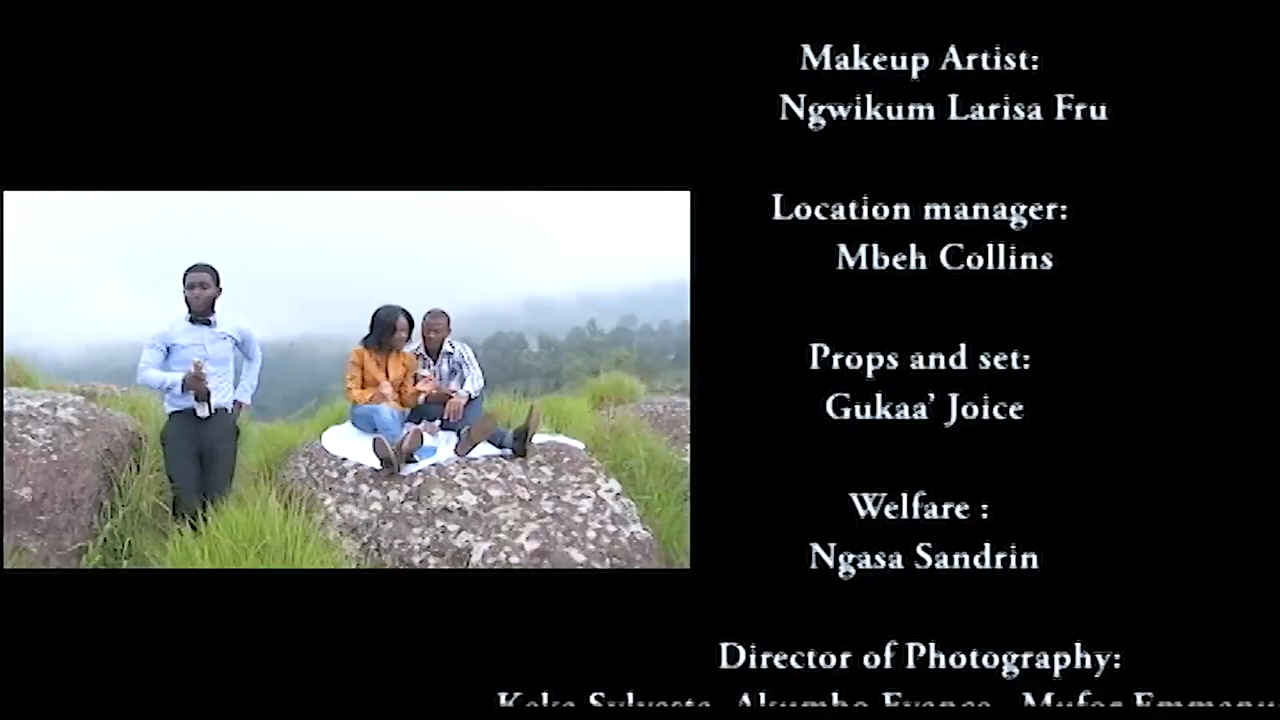 Makeup Artist:
Ngwikum Larisa Fru
Location manager:
Mbeh Collins
Props and set:
Gukaa’ Joice
Welfare :
Ngasa Sandrin
Director of Photography: